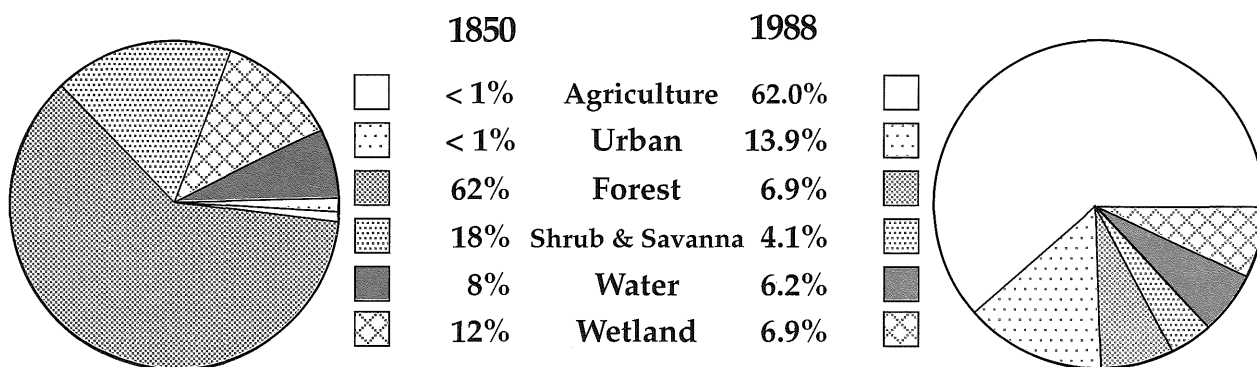 1850 1988
< 1% Agriculture 62.0%
< 1% Urban 13.9%
62% Forest 6.9%
18% Shrub & Savanna 4.1%
8% Water 6.2%
12% Wetland 6.9%